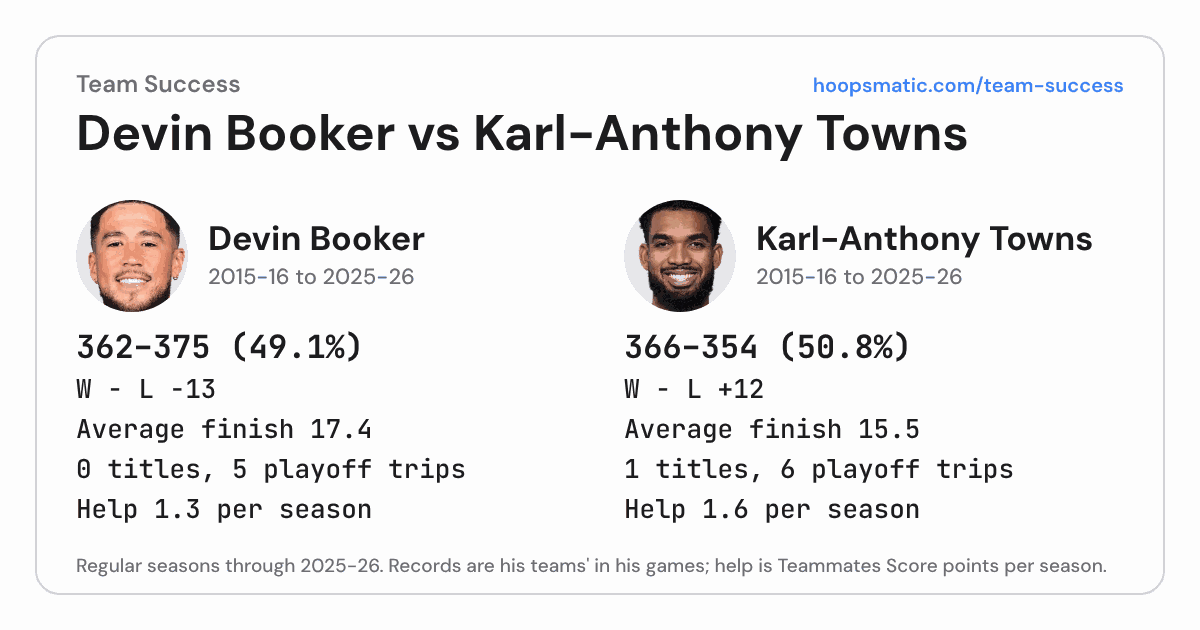 Team Success
hoopsmatic.com/team-success
Devin Booker vs Karl-Anthony Towns
Devin Booker
2015-16 to 2025-26
362-375 (49.1%)
W - L -13
Average finish 17.4
0 titles, 5 playoff trips
Help 1.3 per season
Karl-Anthony Towns
2015-16 to 2025-26
366-354 (50.8%)
W - L +12
Average finish 15.5
1 titles, 6 playoff trips
Help 1.6 per season
Regular seasons through 2025-26. Records are his teams' in his games; help is Teammates Score points per season.